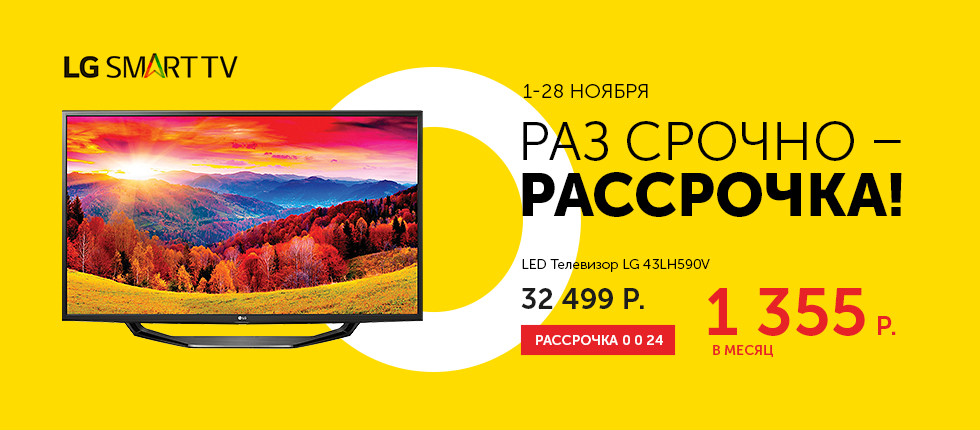 LG SMART TV
1-28 НОЯБРЯ
РАЗ СРОЧНО –
РАССРОЧКА!
LED Телевизор LG 43LH590V
32 499 Р.
РАССРОЧКА 0 0 24
1 355 Р.
В МЕСЯЦ
LG